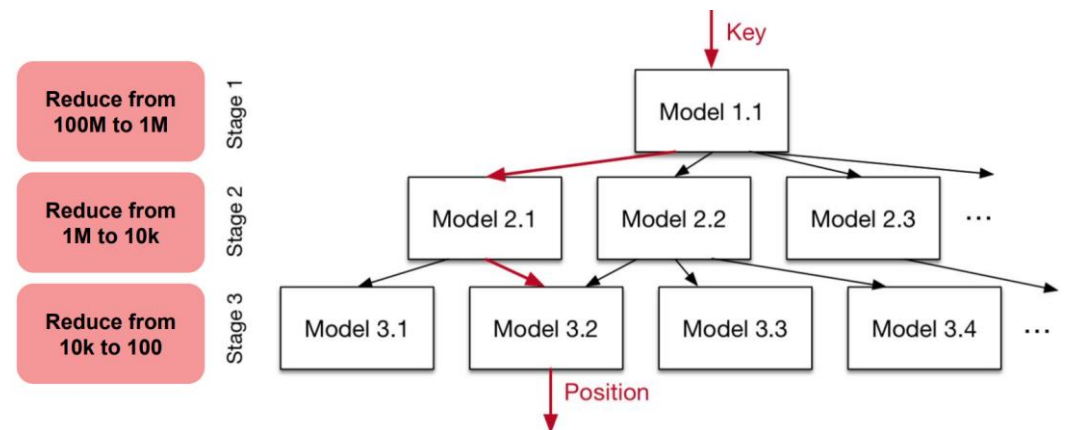 Key
Reduce from
100M to 1M
Stage 1
Model 1.1
Reduce from
1M to 10k
Stage 2
Model 2.1
Model 2.2
Model 2.3
...
Reduce from
10k to 100
Stage 3
Model 3.1
Model 3.2
Model 3.3
Model 3.4
...
Position